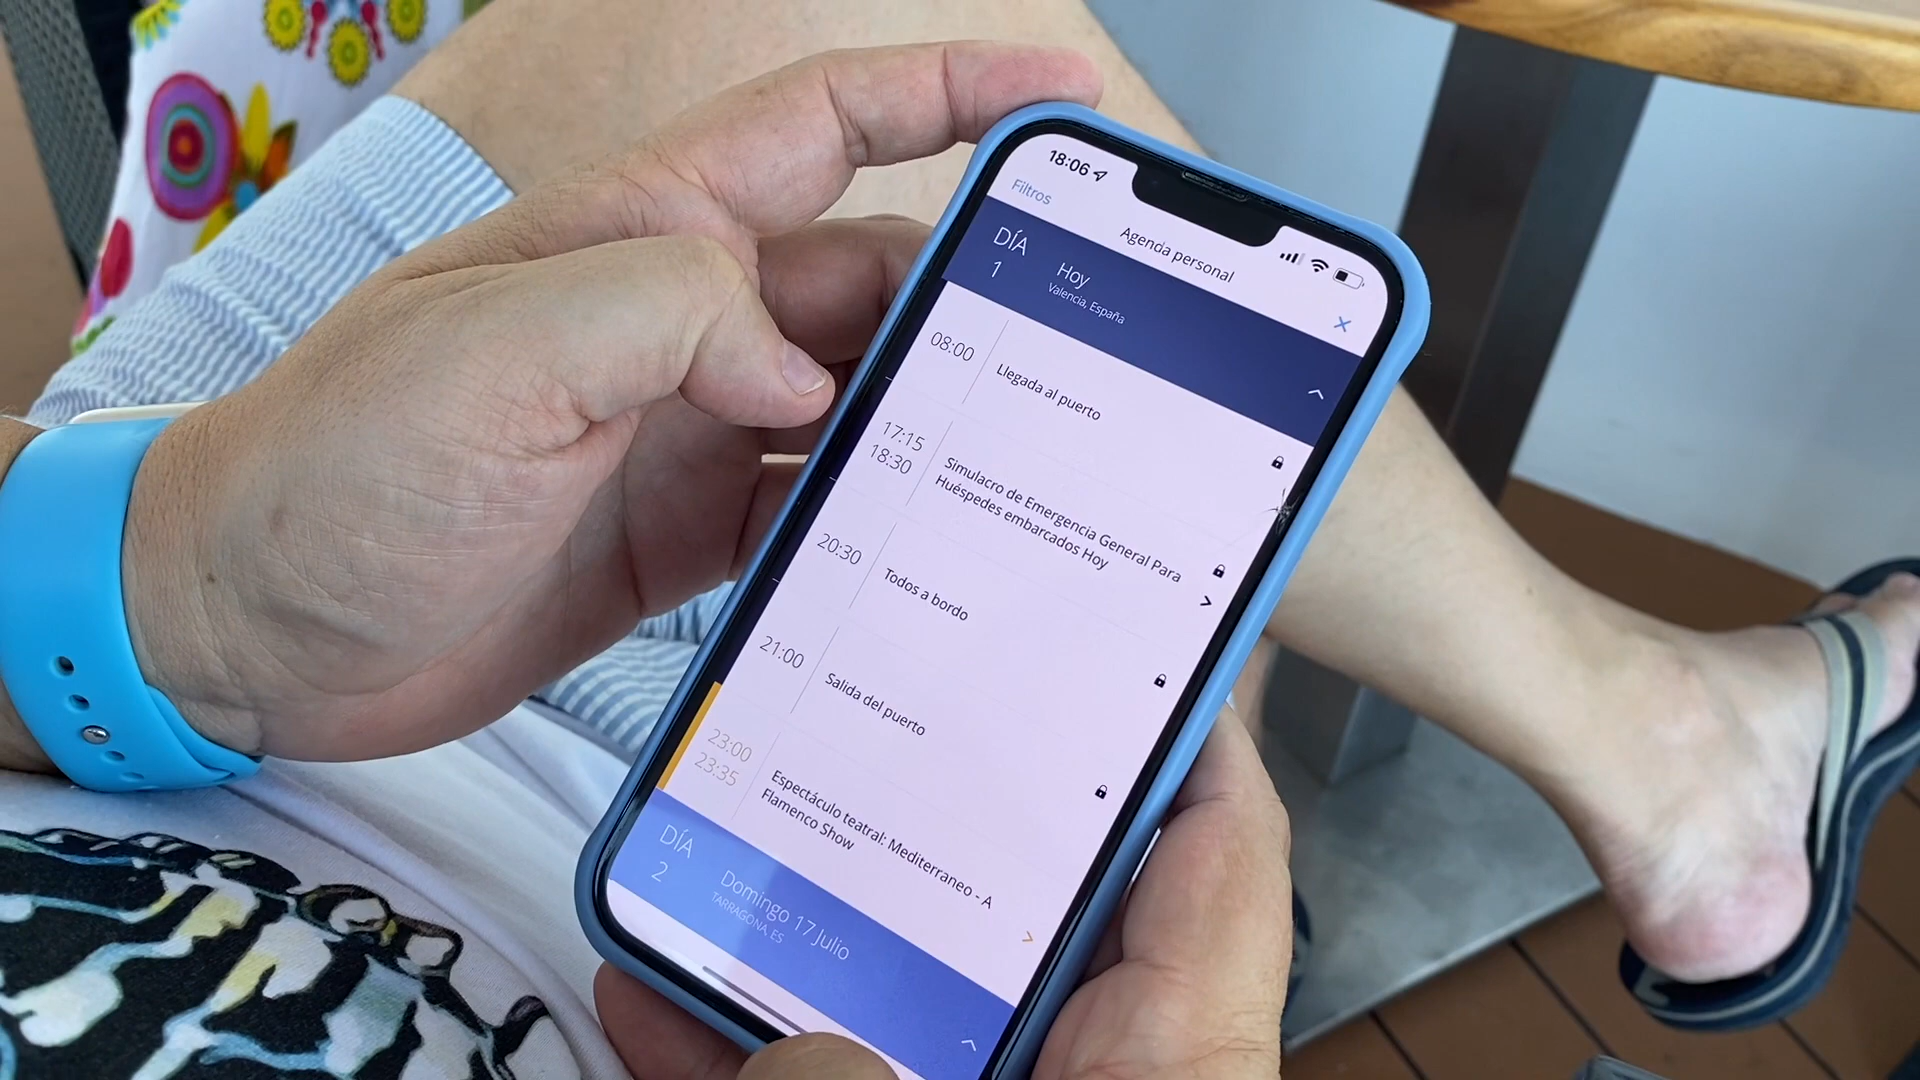 18:06
Filtros
Agenda personal
DÍA
1
Hoy
Valencia, España
08:00
Llegada al puerto
17:15
18:30
Simulacro de Emergencia General Para
Huéspedes embarcados Hoy
20:30
Todos a bordo
21:00
Salida del puerto
23:00
23:35
Espectáculo teatral: Mediterraneo - A
Flamenco Show
DÍA
2
Domingo 17 Julio
TARRAGONA, ES